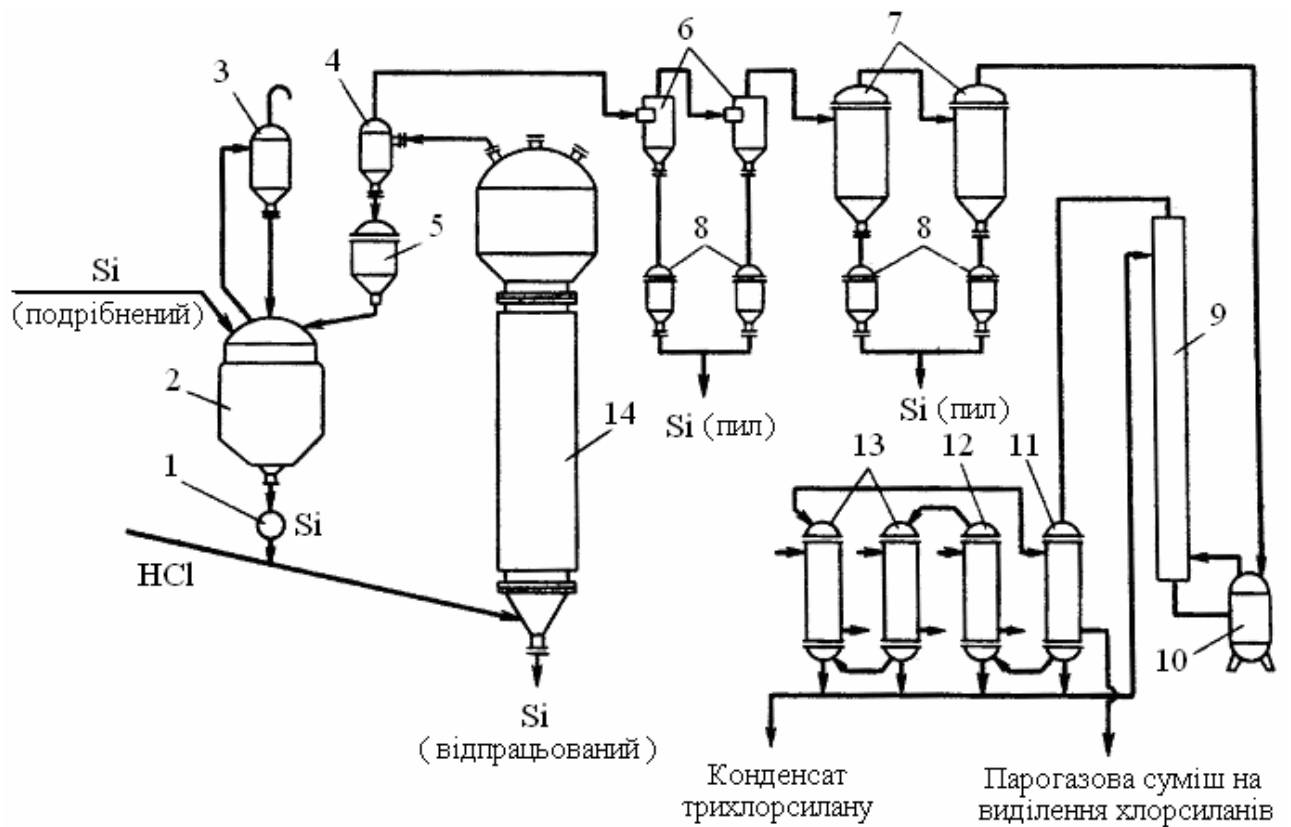 6
7
3
4
5
8
8
Si
(подрібнений)
9
2
Si (пил)
Si (пил)
14
13
12
11
1
Si
HCl
10
Si
(відпрацьований)
Конденсат
трихлорсилану
Парогазова суміш на
виділення хлорсиланів